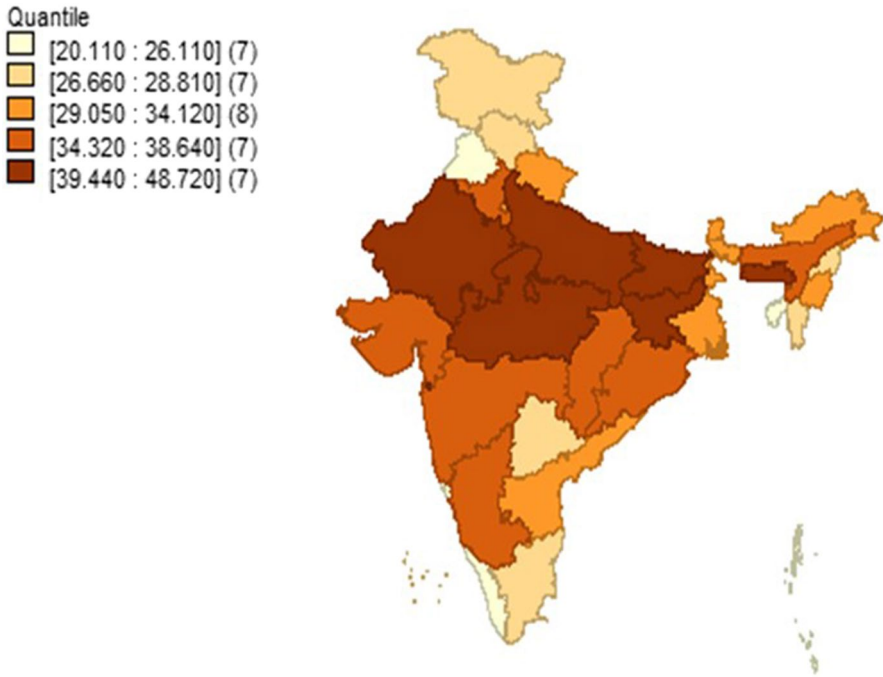 Quantile
[20.110 : 26.110] (7)
[26.660 : 28.810] (7)
[29.050 : 34.120] (8)
[34.320 : 38.640] (7)
[39.440 : 48.720] (7)